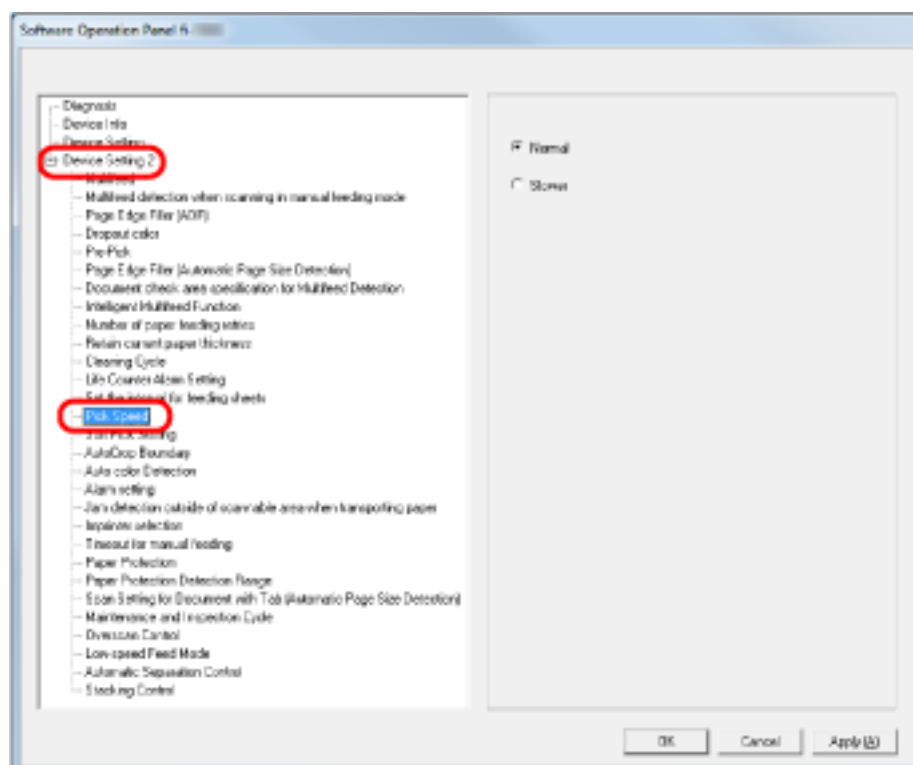 Software Operation Panel fi-
Diagnosis
Device Info
Device Setting
Device Setting 2
Multifeed
Multifeed detection when scanning in manual feeding mode
Page Edge Filler (ADF)
Dropout color
Pre-Pick
Page Edge Filler (Automatic Page Size Detection)
Document check area specification for Multifeed Detection
Intelligent Multifeed Function
Number of paper feeding retries
Retain current paper thickness
Cleaning Cycle
Life Counter Alarm Setting
Set the interval for feeding sheets
Pick Speed
Pick Setting
AutoCrop Boundary
Auto color Detection
Alarm setting
Jam detection outside of scannable area when transporting paper
Imprinter selection
Timeout for manual feeding
Paper Protection
Paper Protection Detection Range
Scan Setting for Document with Tab (Automatic Page Size Detection)
Maintenance and Inspection Cycle
Overscan Control
Low-speed Feed Mode
Automatic Separation Control
Stacking Control
Normal
Slower
OK
Cancel
Apply (A)